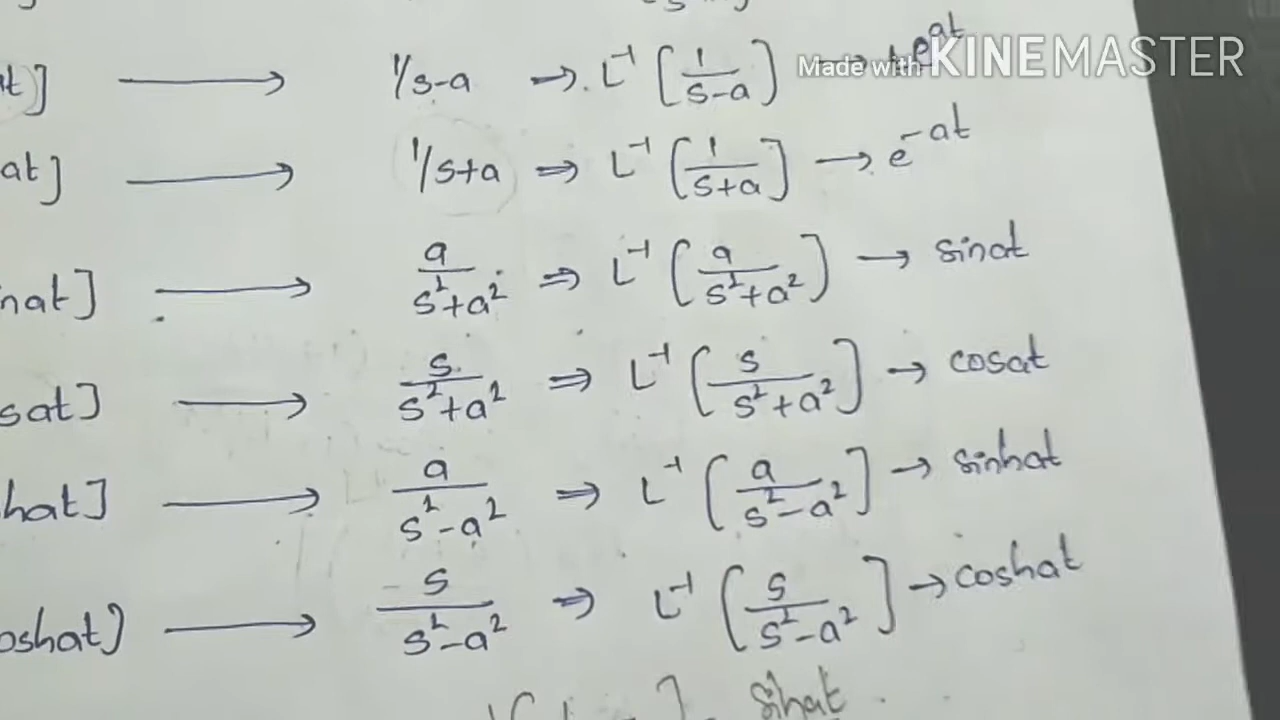 at] ⟶ 1/s-a ⇒ L⁻¹ [1/(s-a)] → e^at
Made with KINEMASTER
at] ⟶ 1/s+a ⇒ L⁻¹ [1/(s+a)] → e^-at
nat] ⟶ a/(s²+a²) ⇒ L⁻¹ [a/(s²+a²)] → sinat
sat] ⟶ s/(s²+a²) ⇒ L⁻¹ [s/(s²+a²)] → cosat
hat] ⟶ a/(s²-a²) ⇒ L⁻¹ [a/(s²-a²)] → sinhat
oshat] ⟶ s/(s²-a²) ⇒ L⁻¹ [s/(s²-a²)] → coshat
sihat